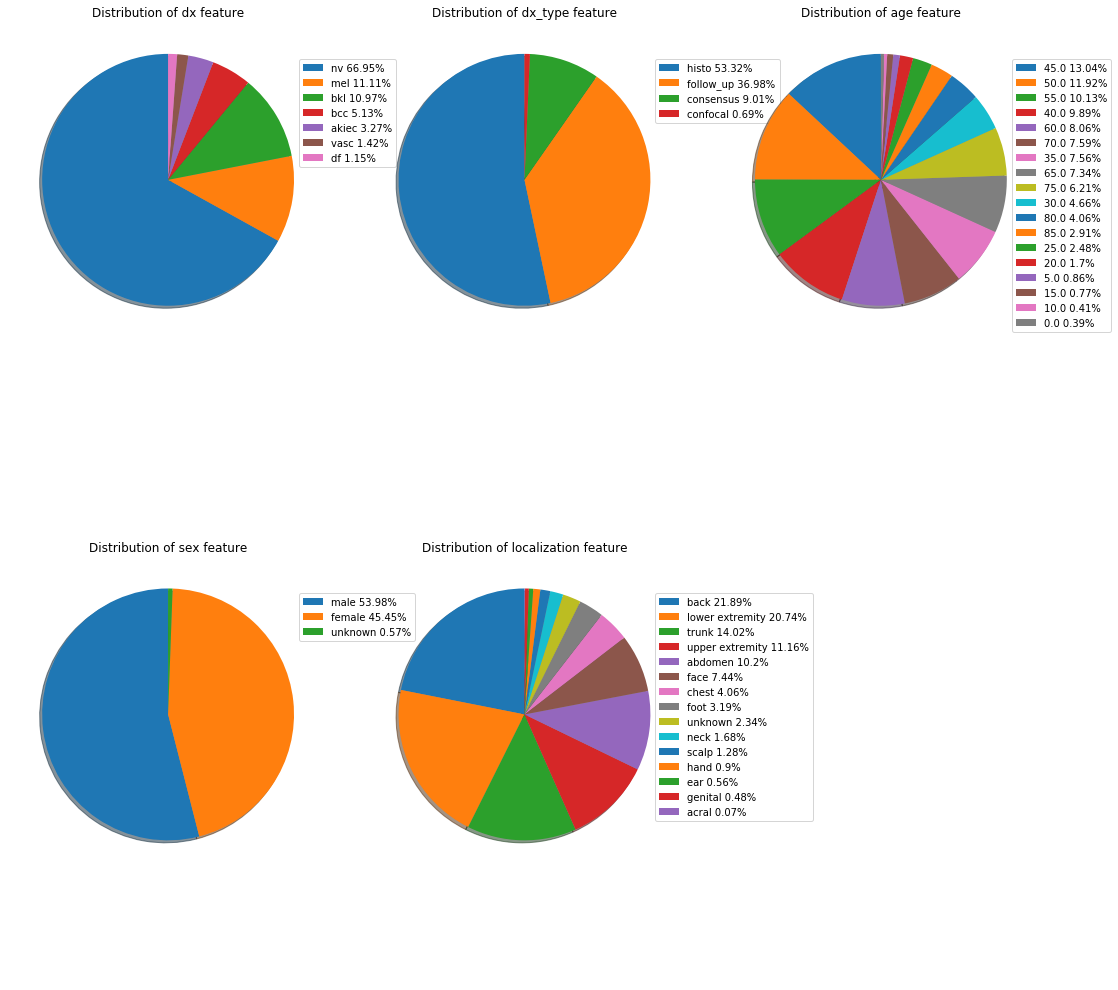 Distribution of dx feature
nv 66.95%
mel 11.11%
bkl 10.97%
bcc 5.13%
akiec 3.27%
vasc 1.42%
df 1.15%
Distribution of dx_type feature
histo 53.32%
follow_up 36.98%
consensus 9.01%
confocal 0.69%
Distribution of age feature
45.0 13.04%
50.0 11.92%
55.0 10.13%
40.0 9.89%
60.0 8.06%
70.0 7.59%
35.0 7.56%
65.0 7.34%
75.0 6.21%
30.0 4.66%
80.0 4.06%
85.0 2.91%
25.0 2.48%
20.0 1.7%
5.0 0.86%
15.0 0.77%
10.0 0.41%
0.0 0.39%
Distribution of sex feature
male 53.98%
female 45.45%
unknown 0.57%
Distribution of localization feature
back 21.89%
lower extremity 20.74%
trunk 14.02%
upper extremity 11.16%
abdomen 10.2%
face 7.44%
chest 4.06%
foot 3.19%
unknown 2.34%
neck 1.68%
scalp 1.28%
hand 0.9%
ear 0.56%
genital 0.48%
acral 0.07%